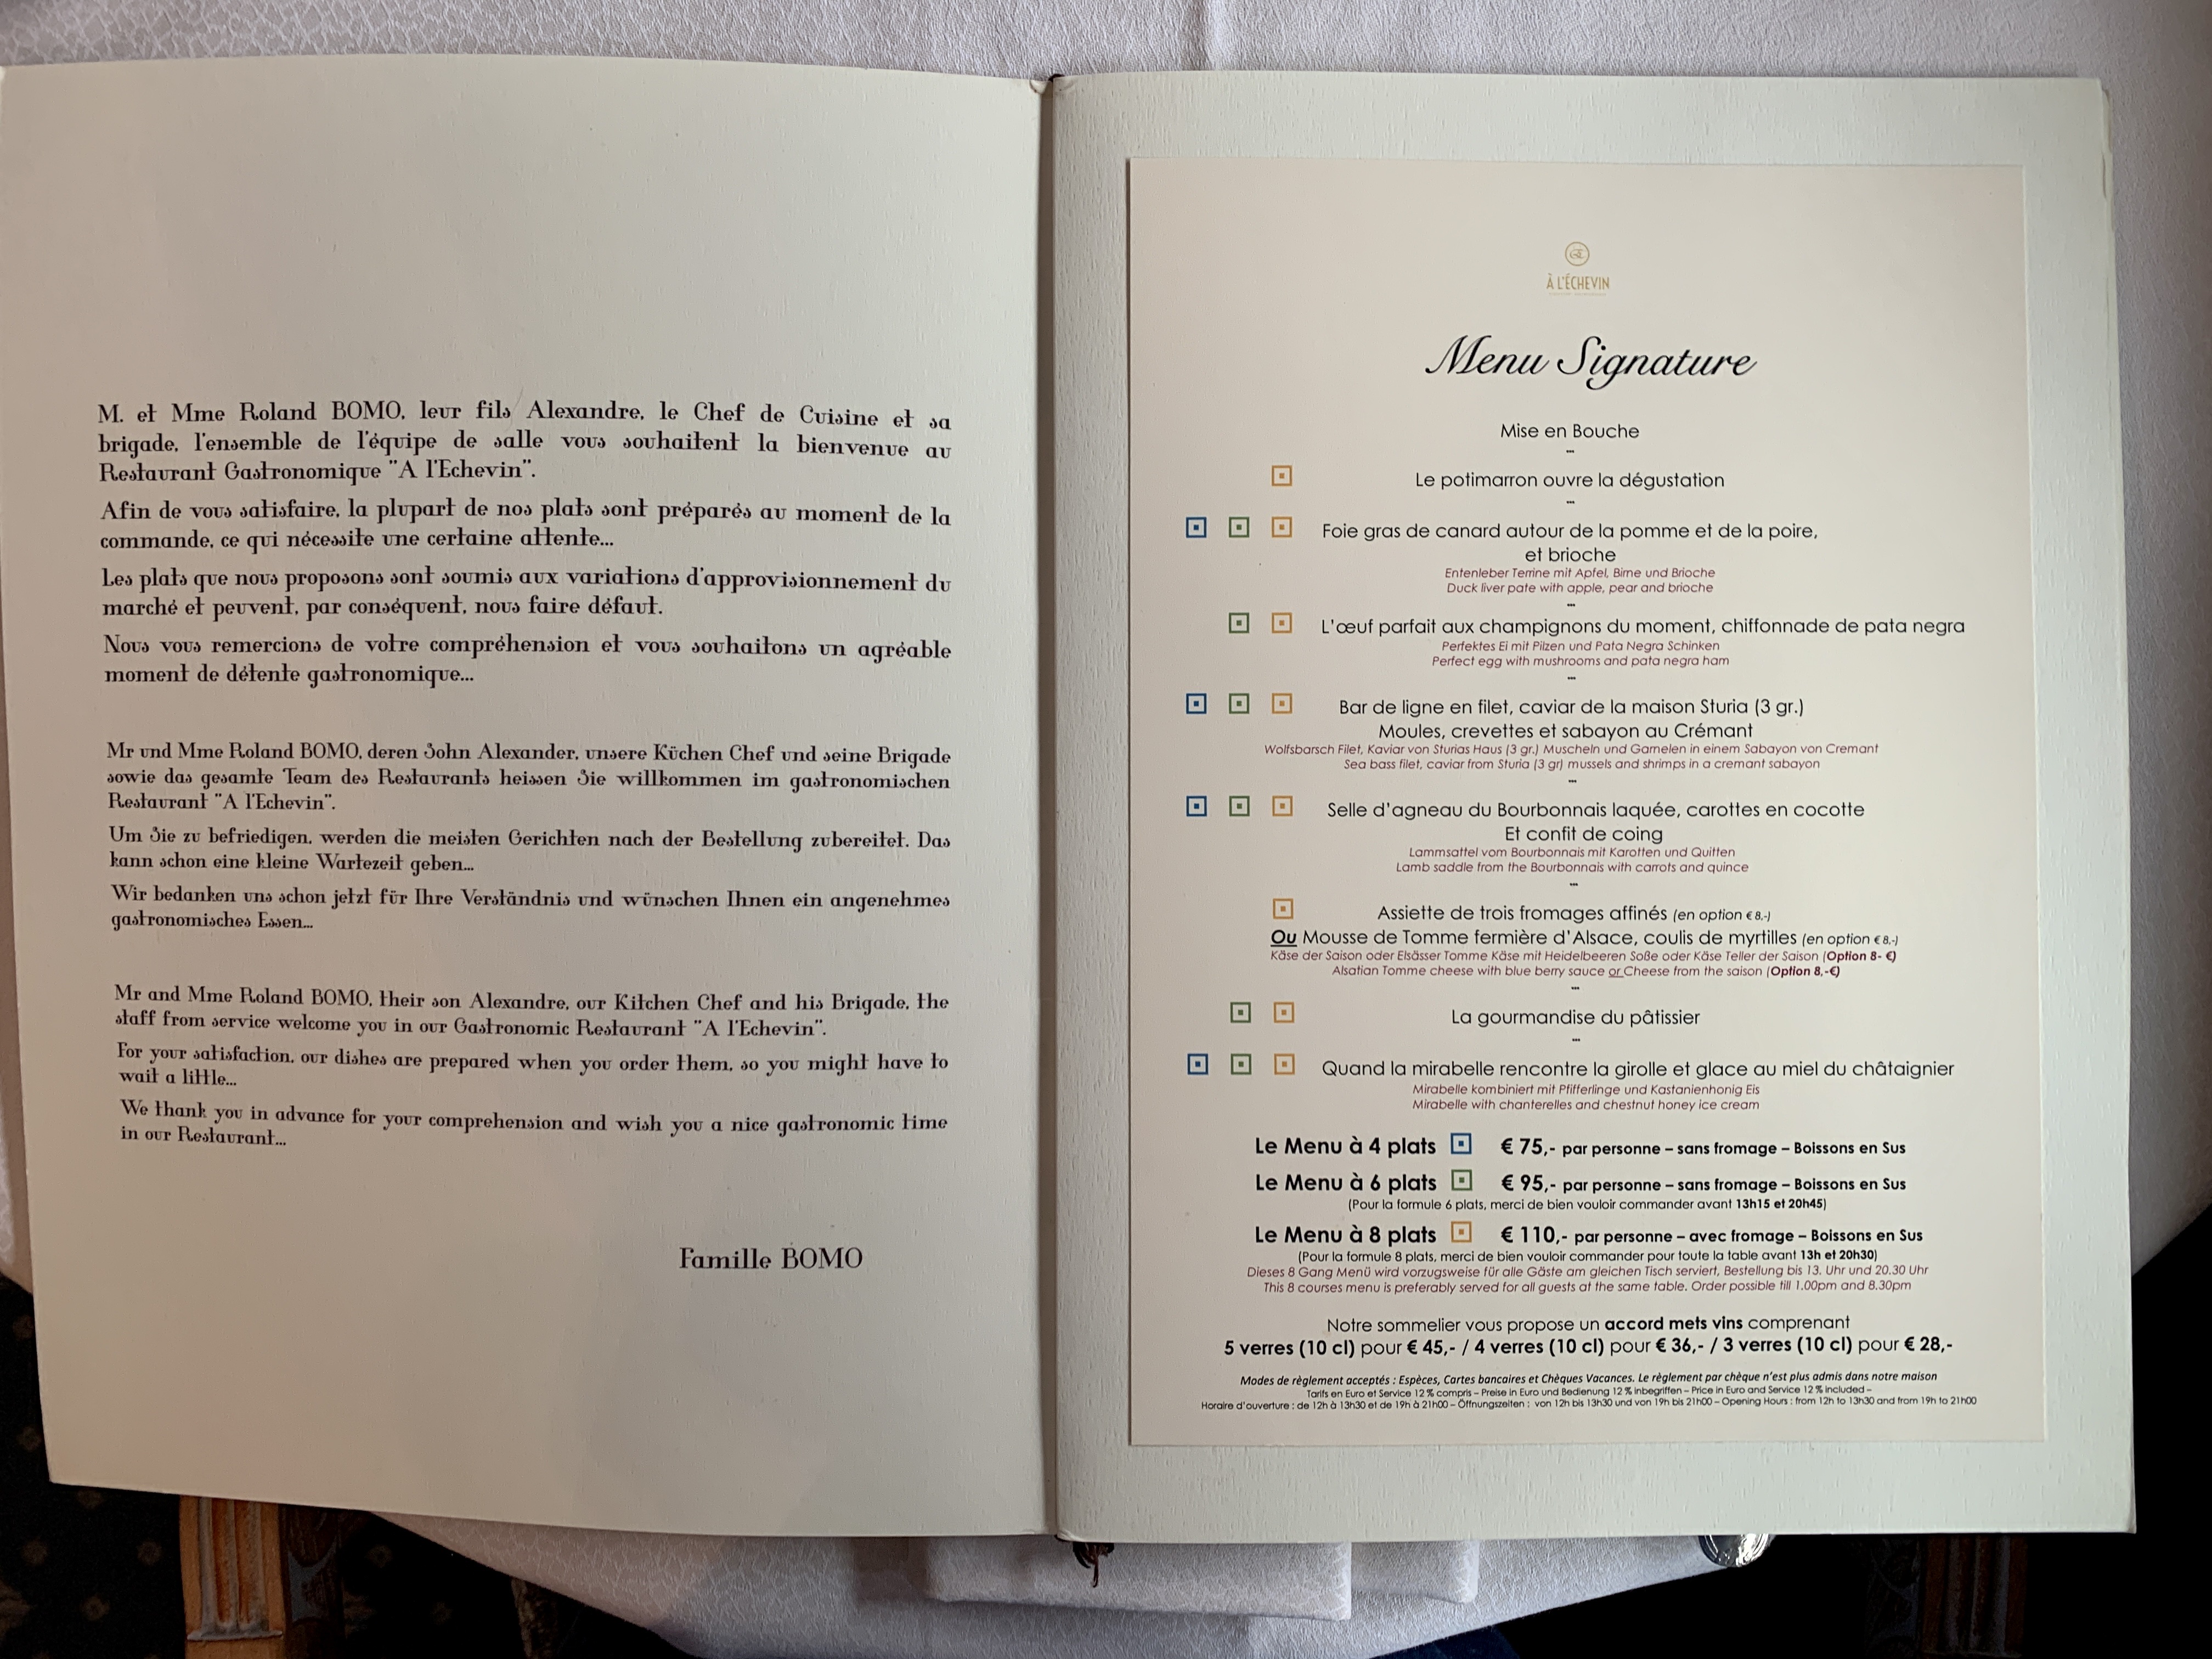 M. et Mme Roland BOMO, leur fils Alexandre, le Chef de Cuisine et sa
brigade, l'ensemble de l'équipe de salle vous souhaitent la bienvenue au
Restaurant Gastronomique "A l'Echevin".
Afin de vous satisfaire, la plupart de nos plats sont préparés au moment de la
commande, ce qui nécessite une certaine attente...
Les plats que nous proposons sont soumis aux variations d'approvisionnement du
marché et peuvent, par conséquent, nous faire défaut.
Nous vous remercions de votre compréhension et vous souhaitons un agréable
moment de détente gastronomique...
Mr und Mme Roland BOMO, deren Sohn Alexander, unsere Küchen Chef und seine Brigade
sowie das gesamte Team des Restaurants heissen Sie willkommen im gastronomischen
Restaurant "A l'Echevin".
Um Sie zu befriedigen, werden die meisten Gerichten nach der Bestellung zubereitet. Das
kann schon eine kleine Wartezeit geben...
Wir bedanken uns schon jetzt für Ihre Verständnis und wünschen Ihnen ein angenehmes
gastronomisches Essen...
Mr and Mme Roland BOMO, their son Alexandre, our Kitchen Chef and his Brigade, the
staff from service welcome you in our Gastronomic Restaurant "A l'Echevin".
For your satisfaction, our dishes are prepared when you order them, so you might have to
wait a little...
We thank you in advance for your comprehension and wish you a nice gastronomic time
in our Restaurant...
Famille BOMO
À L'ÉCHEVIN
Menu Signature
Mise en Bouche
---
Le potimarron ouvre la dégustation
---
Foie gras de canard autour de la pomme et de la poire,
et brioche
Entenleber Terrine mit Apfel, Birne und Brioche
Duck liver pate with apple, pear and brioche
---
L'œuf parfait aux champignons du moment, chiffonnade de pata negra
Perfektes Ei mit Pilzen und Pata Negra Schinken
Perfect egg with mushrooms and pata negra ham
---
Bar de ligne en filet, caviar de la maison Sturia (3 gr.)
Moules, crevettes et sabayon au Crémant
Wolfsbarsch Filet, Kaviar von Sturias Haus (3 gr.) Muscheln und Garnelen in einem Sabayon von Cremant
Sea bass filet, caviar from Sturia (3 gr) mussels and shrimps in a cremant sabayon
---
Selle d'agneau du Bourbonnais laquée, carottes en cocotte
Et confit de coing
Lammsattel vom Bourbonnais mit Karotten und Quitten
Lamb saddle from the Bourbonnais with carrots and quince
---
Assiette de trois fromages affinés (en option € 8,-)
Ou Mousse de Tomme fermière d'Alsace, coulis de myrtilles (en option € 8,-)
Käse der Saison oder Elsässer Tomme Käse mit Heidelbeeren Soße oder Käse Teller der Saison (Option 8- €)
Alsatian Tomme cheese with blue berry sauce or Cheese from the saison (Option 8,-€)
---
La gourmandise du pâtissier
---
Quand la mirabelle rencontre la girolle et glace au miel du châtaignier
Mirabelle kombiniert mit Pfifferlinge und Kastanienhonig Eis
Mirabelle with chanterelles and chestnut honey ice cream
Le Menu à 4 plats € 75,- par personne – sans fromage – Boissons en Sus
Le Menu à 6 plats € 95,- par personne – sans fromage – Boissons en Sus
(Pour la formule 6 plats, merci de bien vouloir commander avant 13h15 et 20h45)
Le Menu à 8 plats € 110,- par personne – avec fromage – Boissons en Sus
(Pour la formule 8 plats, merci de bien vouloir commander pour toute la table avant 13h et 20h30)
Dieses 8 Gang Menü wird vorzugsweise für alle Gäste am gleichen Tisch serviert, Bestellung bis 13. Uhr und 20.30 Uhr
This 8 courses menu is preferably served for all guests at the same table. Order possible till 1.00pm and 8.30pm
Notre sommelier vous propose un accord mets vins comprenant
5 verres (10 cl) pour € 45,- / 4 verres (10 cl) pour € 36,- / 3 verres (10 cl) pour € 28,-
Modes de règlement acceptés : Espèces, Cartes bancaires et Chèques Vacances. Le règlement par chèque n'est plus admis dans notre maison
Tarifs en Euro et Service 12 % compris – Preise in Euro und Bedienung 12 % inbegriffen – Price in Euro and Service 12 % included –
Horaire d'ouverture : de 12h à 13h30 et de 19h à 21h00 – Öffnungszeiten : von 12h bis 13h30 und von 19h bis 21h00 – Opening Hours : from 12h to 13h30 and from 19h to 21h00